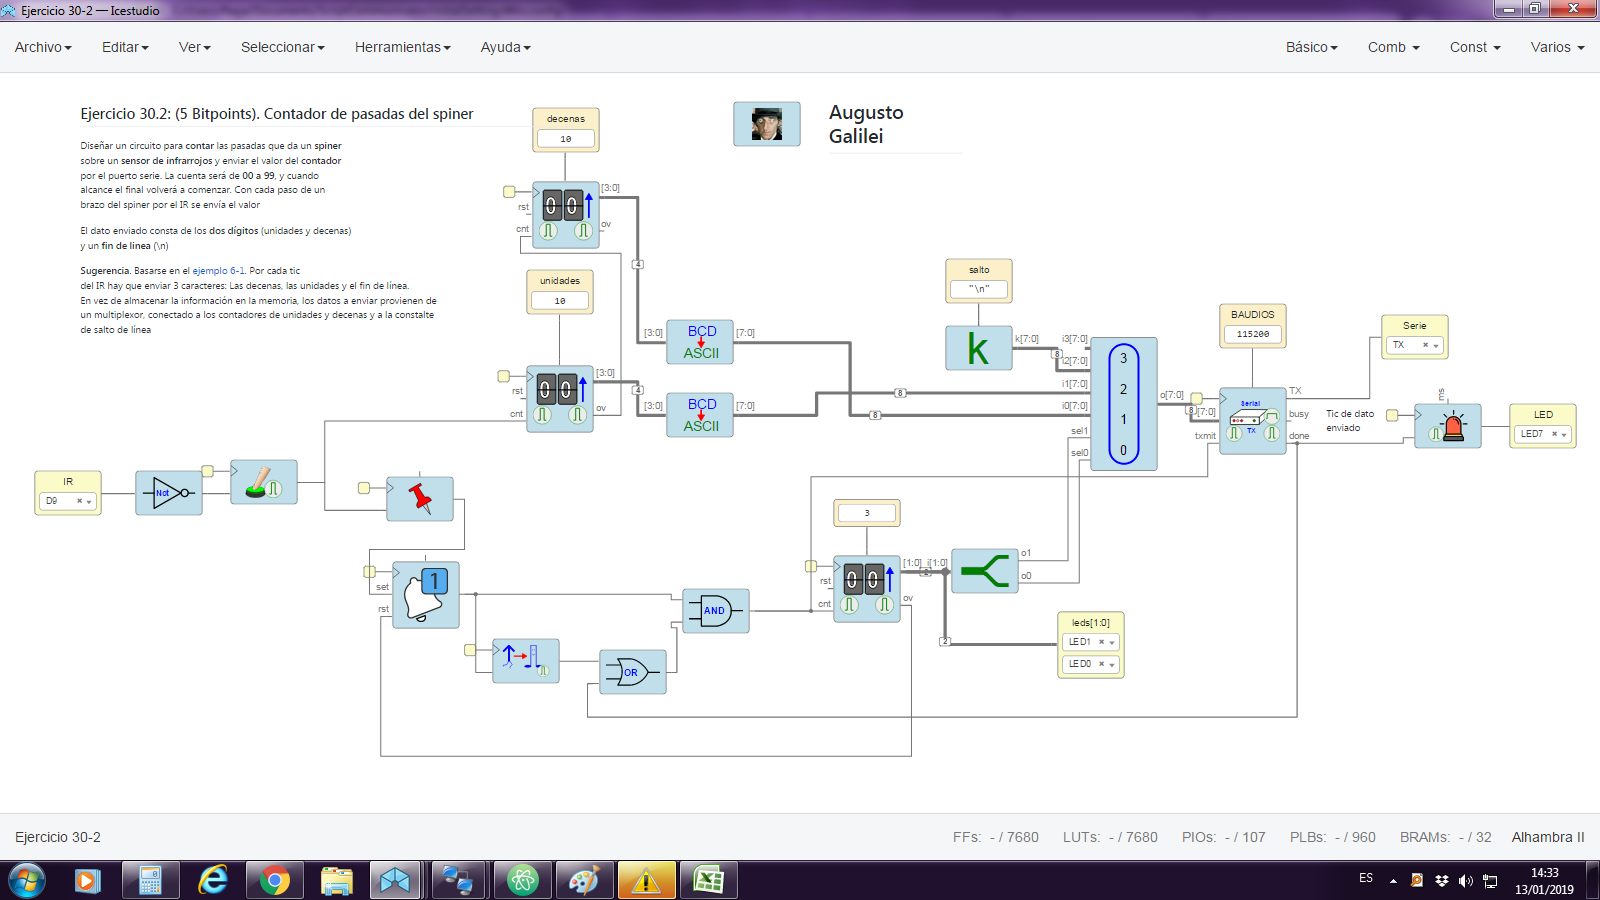 Ejercicio 30-2 — Icestudio
Archivo Editar Ver Seleccionar Herramientas Ayuda Básico Comb Const Varios
Ejercicio 30.2: (5 Bitpoints). Contador de pasadas del spiner
Diseñar un circuito para contar las pasadas que da un spiner
sobre un sensor de infrarrojos y enviar el valor del contador
por el puerto serie. La cuenta será de 00 a 99, y cuando
alcance el final volverá a comenzar. Con cada paso de un
brazo del spiner por el IR se envía el valor
El dato enviado consta de los dos dígitos (unidades y decenas)
y un fin de linea (\n)
Sugerencia. Basarse en el ejemplo 6-1. Por cada tic
del IR hay que enviar 3 caracteres: Las decenas, las unidades y el fin de línea.
En vez de almacenar la información en la memoria, los datos a enviar provienen de
un multiplexor, conectado a los contadores de unidades y decenas y a la constalte
de salto de línea
Augusto
Galilei
decenas
10
[3:0]
rst
0 0
ov
cnt
4
unidades
10
[3:0]
rst
0 0
ov
cnt
4
[3:0]
BCD
ASCII
[7:0]
[3:0]
BCD
ASCII
[7:0]
salto
"\n"
k
k[7:0]
8
8
8
i3[7:0]
i2[7:0]
i1[7:0]
i0[7:0]
sel1
sel0
3
2
1
0
o[7:0]
8
BAUDIOS
115200
[7:0]
txmit
Serial
TX
TX
busy
done
Serie
TX
Tic de dato
enviado
ms
LED
LED7
IR
D9
Not
set
rst
1
AND
OR
3
rst
cnt
0 0
[1:0]
ov
2
i[1:0]
o1
o0
2
leds[1:0]
LED1
LED0
Ejercicio 30-2
FFs: - / 7680 LUTs: - / 7680 PIOs: - / 107 PLBs: - / 960 BRAMs: - / 32 Alhambra II
ES
14:33
13/01/2019